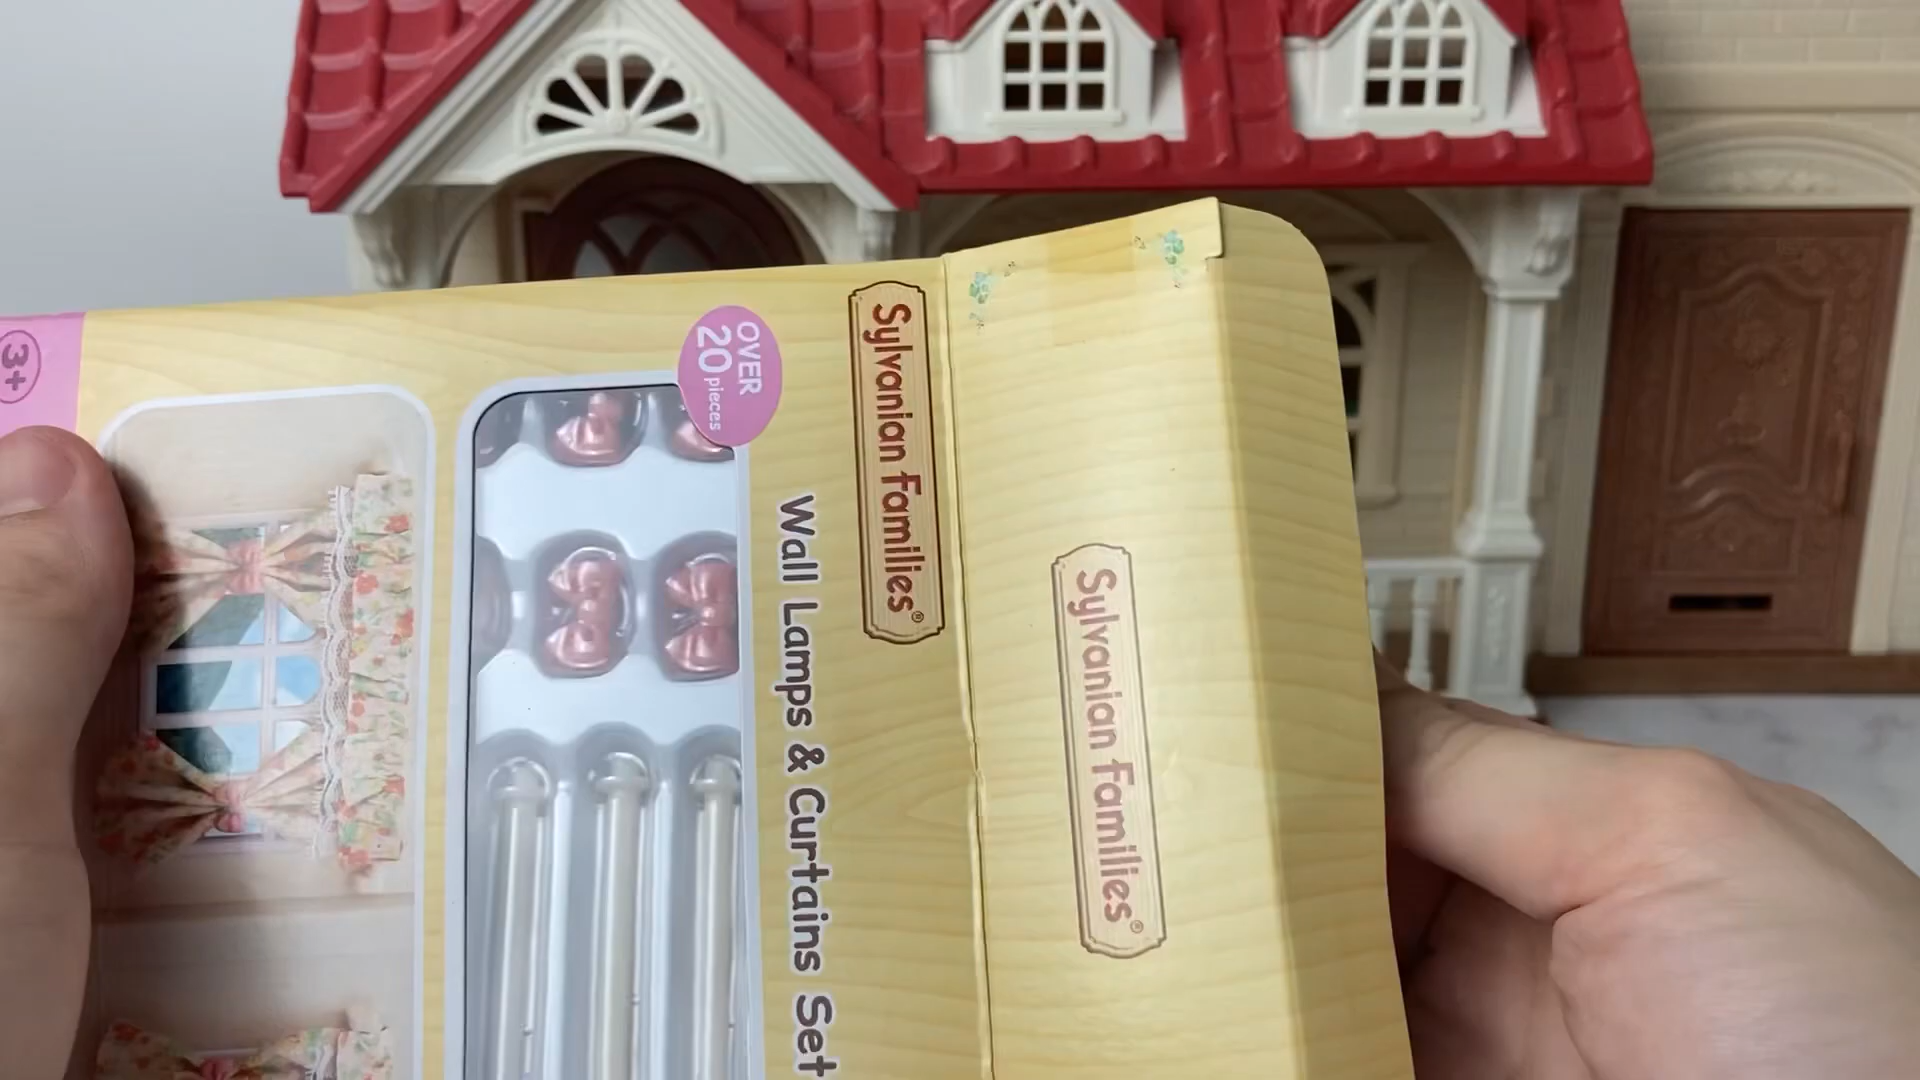 Sylvanian Families®
Sylvanian Families®
Wall Lamps & Curtains Set
OVER
20 pieces
3+